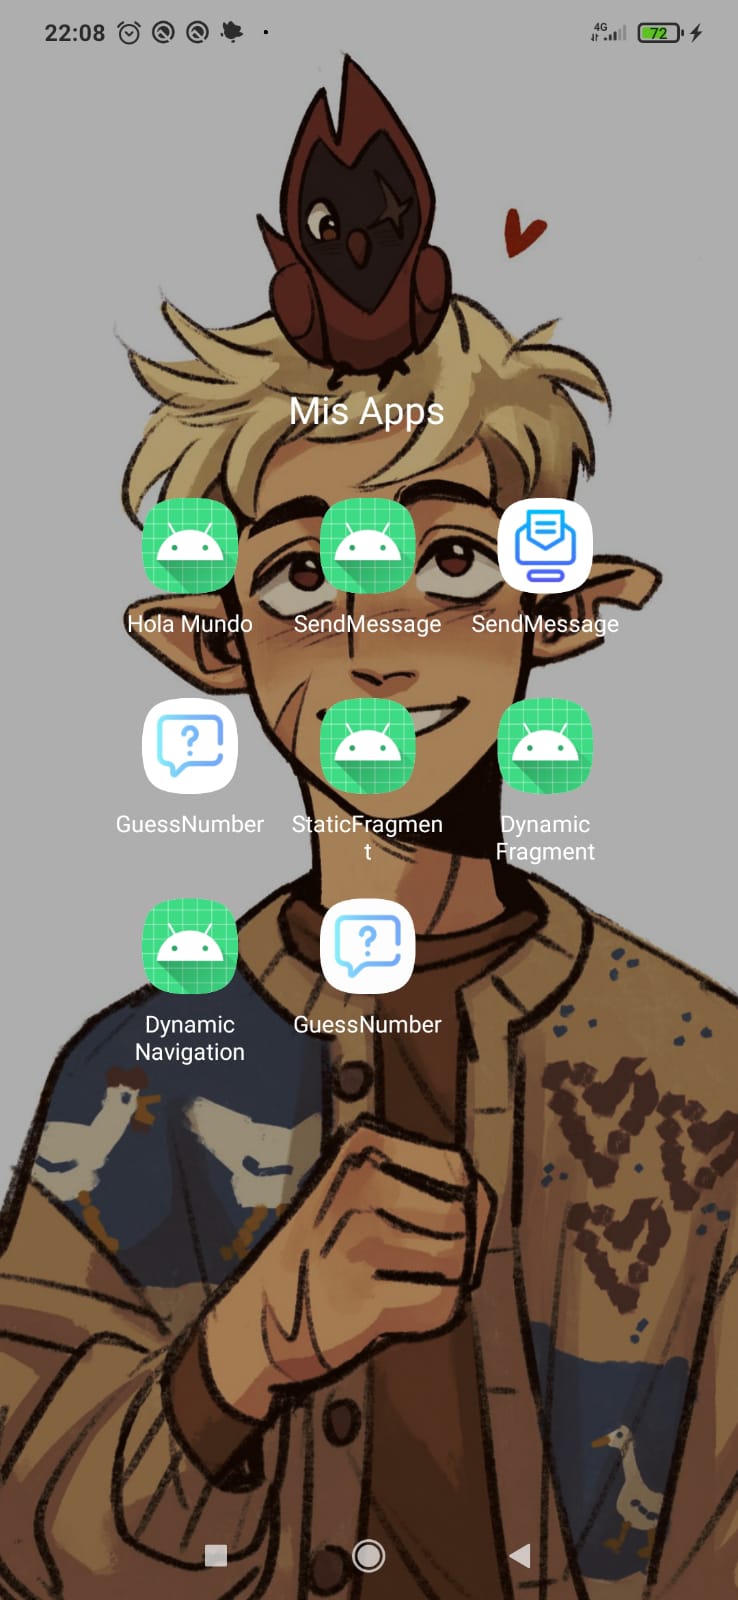 22:08
4G
72
Mis Apps
Hola Mundo
SendMessage
SendMessage
GuessNumber
StaticFragmen
t
Dynamic
Fragment
Dynamic
Navigation
GuessNumber